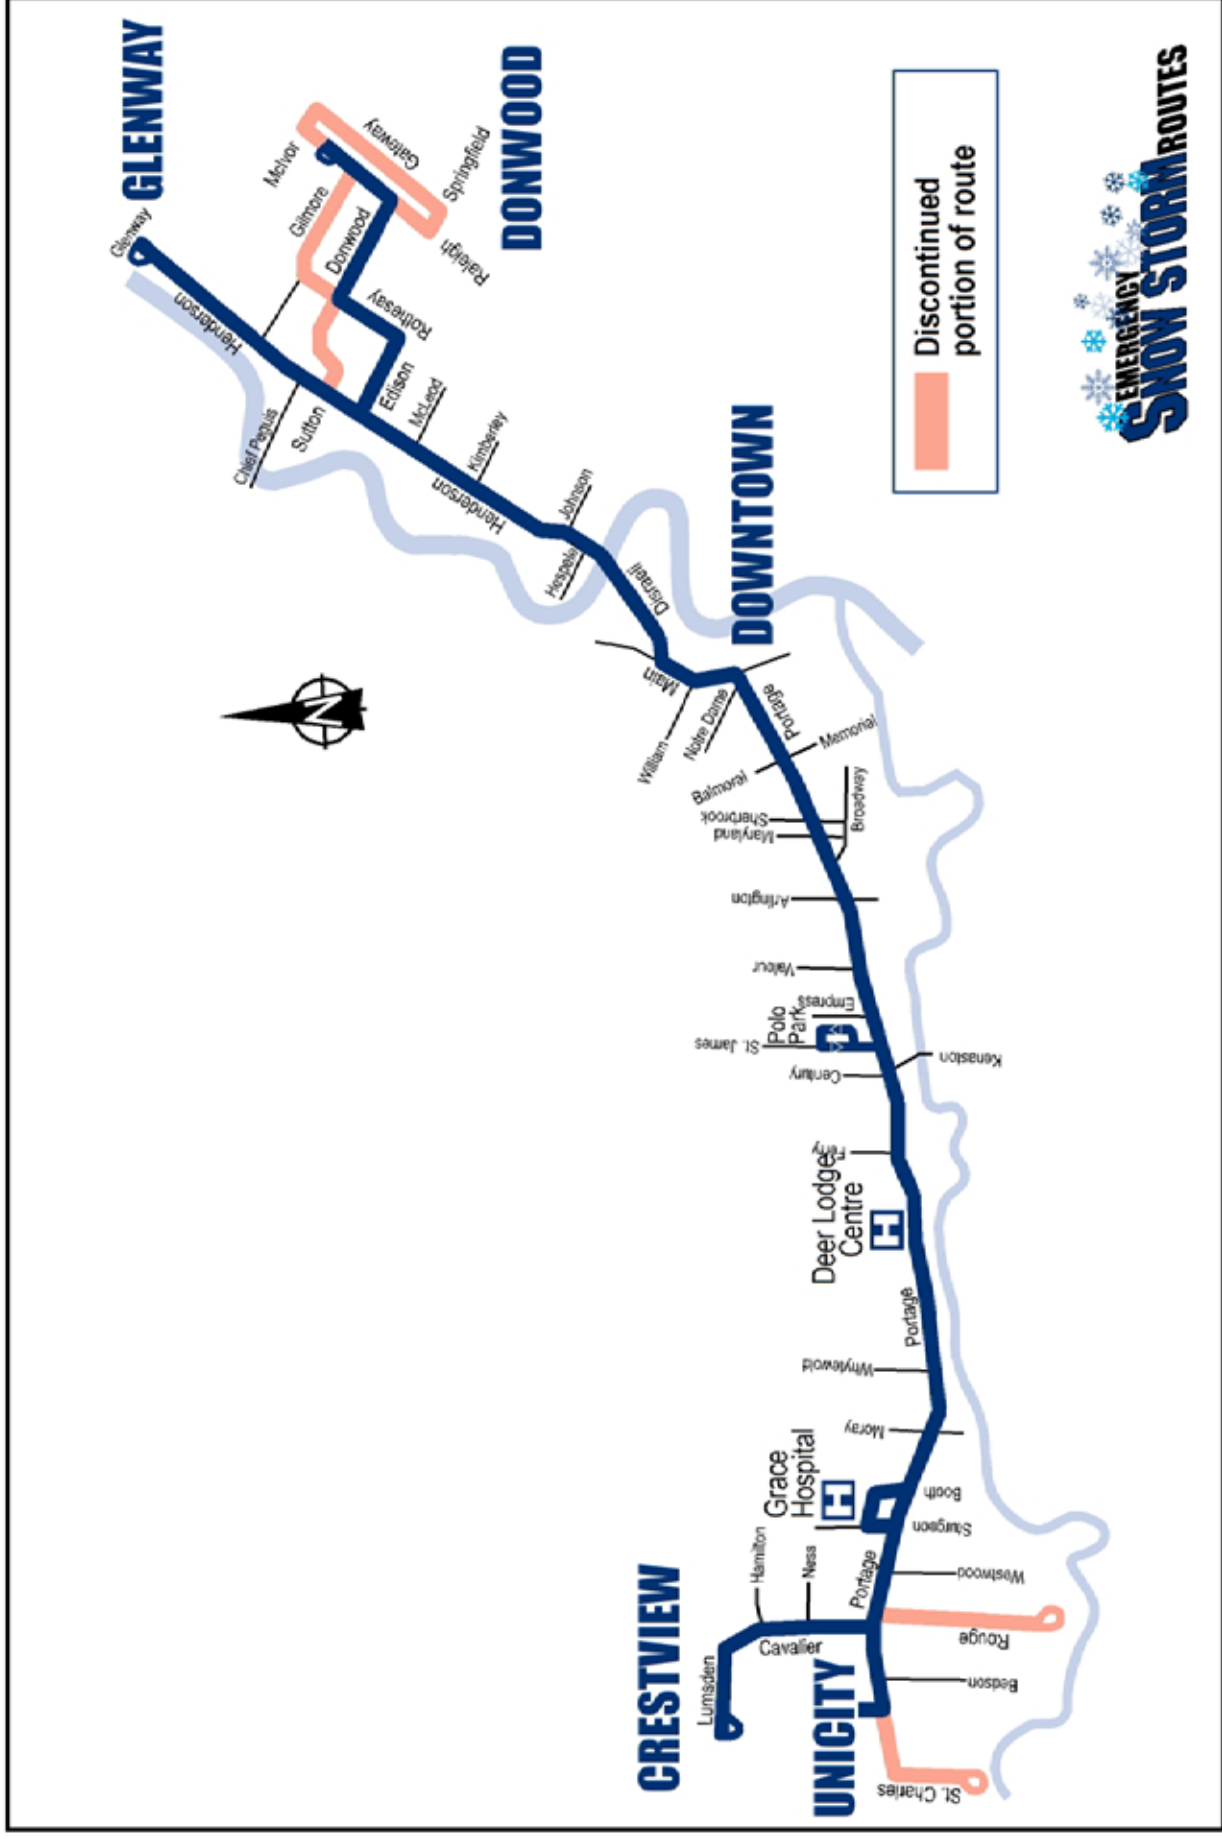 GLENWAY
Glenway
McIvor
Gateway
Springfield
DONWOOD
Gilmore
Donwood
Raleigh
Henderson
Rothesay
Edison
McLeod
Chief Peguis
Sutton
Kimberley
Henderson
Johnson
Hespeler
Disraeli
DOWNTOWN
Main
N
William
Notre Dame
Portage
Memorial
Balmoral
Sherbrook
Maryland
Broadway
Arlington
Valour
Empress
Polo
Park
St. James
Century
Kenaston
Ferry
Deer Lodge
Centre
H
Portage
Whytewold
Moray
Grace
Hospital
H
Booth
Sturgeon
Hamilton
Ness
Portage
Westwood
CRESTVIEW
Cavalier
Rouge
Lumsden
UNICITY
Bedson
St. Charles
Discontinued
portion of route
EMERGENCY
SNOW STORM ROUTES